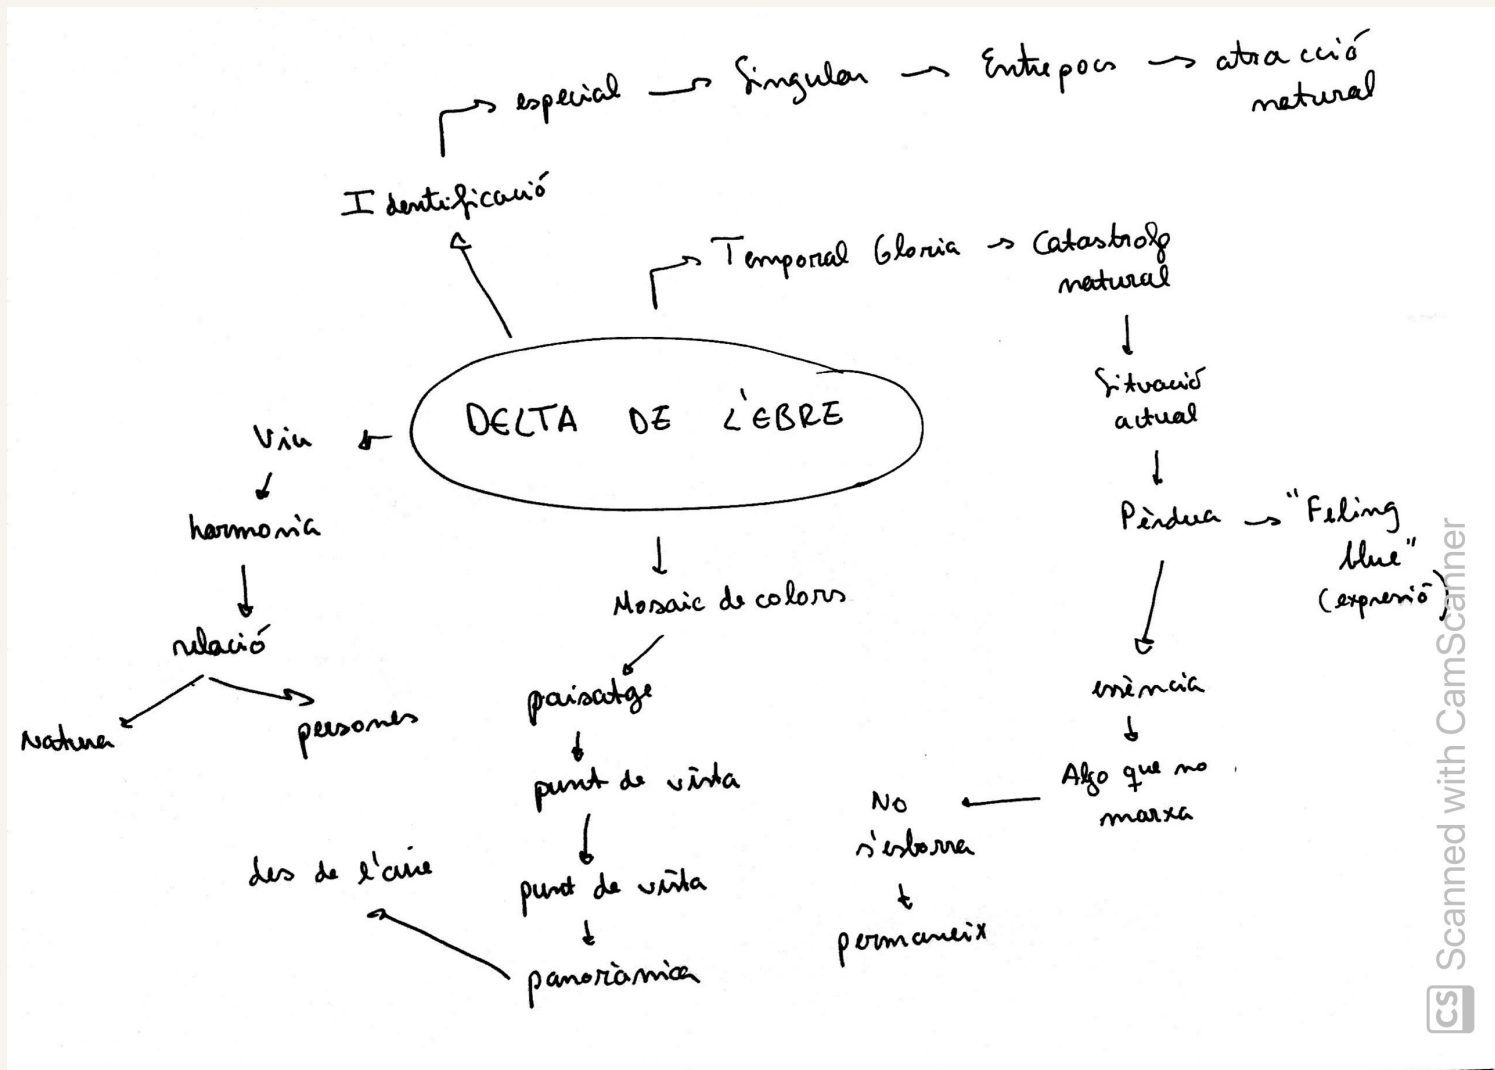 especial → Singular → Entrepocs → atracció
natural
Identificació
Temporal Gloria → Catastrofe
natural
Situació
actual
Pèrdua → "Feling
blue"
(expressió)
essència
Algo que no
marxa
No
s'esborra
permaneix
DELTA DE L'EBRE
Viu
harmonia
relació
Natura
persones
Mosaic de colors
paisatge
punt de vista
punt de vista
panoràmica
des de l'aire
CS Scanned with CamScanner